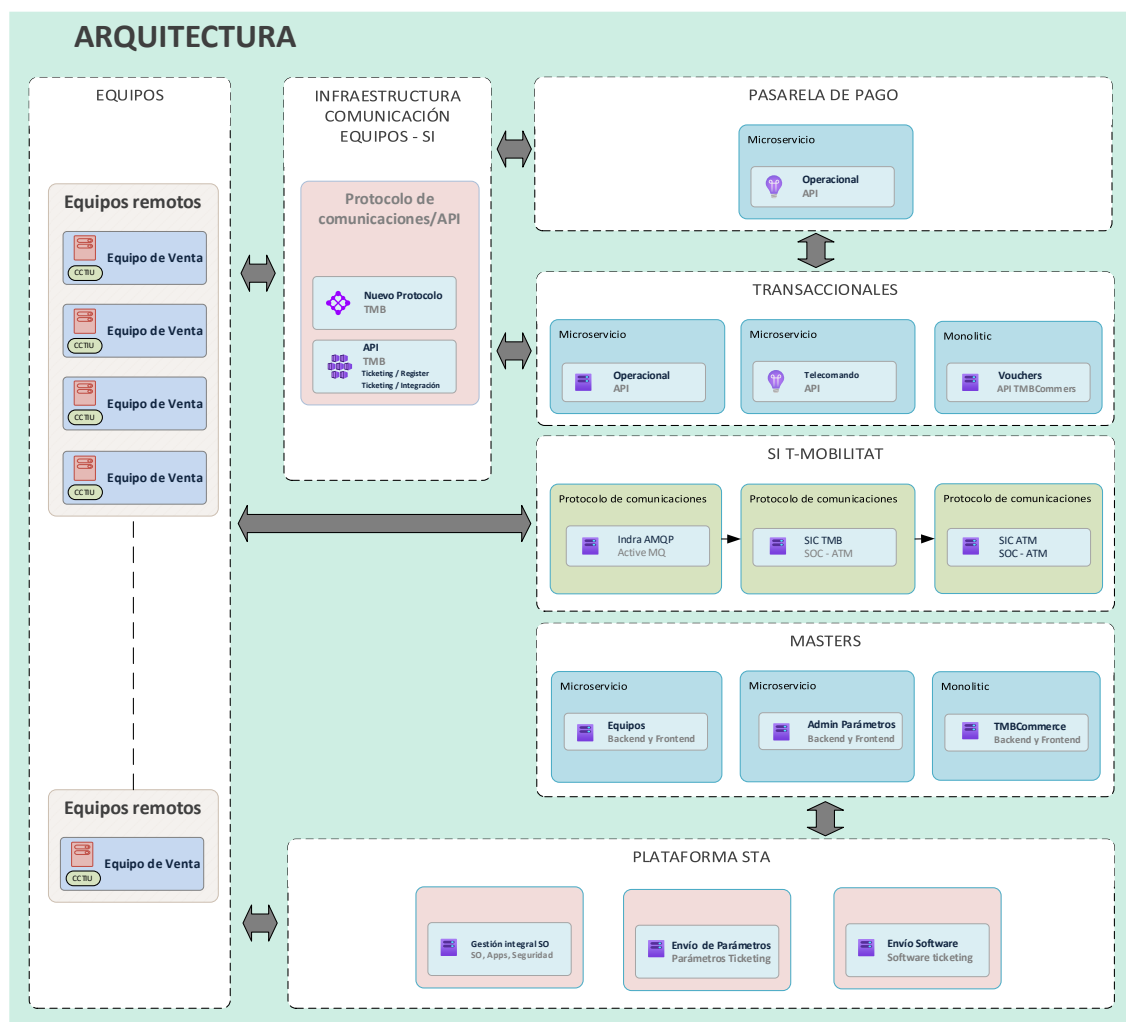 ARQUITECTURA
EQUIPOS
Equipos remotos
Equipo de Venta
CCTIU
Equipo de Venta
CCTIU
Equipo de Venta
CCTIU
Equipo de Venta
CCTIU
Equipos remotos
Equipo de Venta
CCTIU
INFRAESTRUCTURA
COMUNICACIÓN
EQUIPOS - SI
Protocolo de
comunicaciones/API
Nuevo Protocolo
TMB
API
TMB
Ticketing / Register
Ticketing / Integración
PASARELA DE PAGO
Microservicio
Operacional
API
TRANSACCIONALES
Microservicio
Operacional
API
Microservicio
Telecomando
API
Monolitic
Vouchers
API TMBCommers
SI T-MOBILITAT
Protocolo de comunicaciones
Indra AMQP
Active MQ
Protocolo de comunicaciones
SIC TMB
SOC - ATM
Protocolo de comunicaciones
SIC ATM
SOC - ATM
MASTERS
Microservicio
Equipos
Backend y Frontend
Microservicio
Admin Parámetros
Backend y Frontend
Monolitic
TMBCommerce
Backend y Frontend
PLATAFORMA STA
Gestión integral SO
SO, Apps, Seguridad
Envío de Parámetros
Parámetros Ticketing
Envío Software
Software ticketing